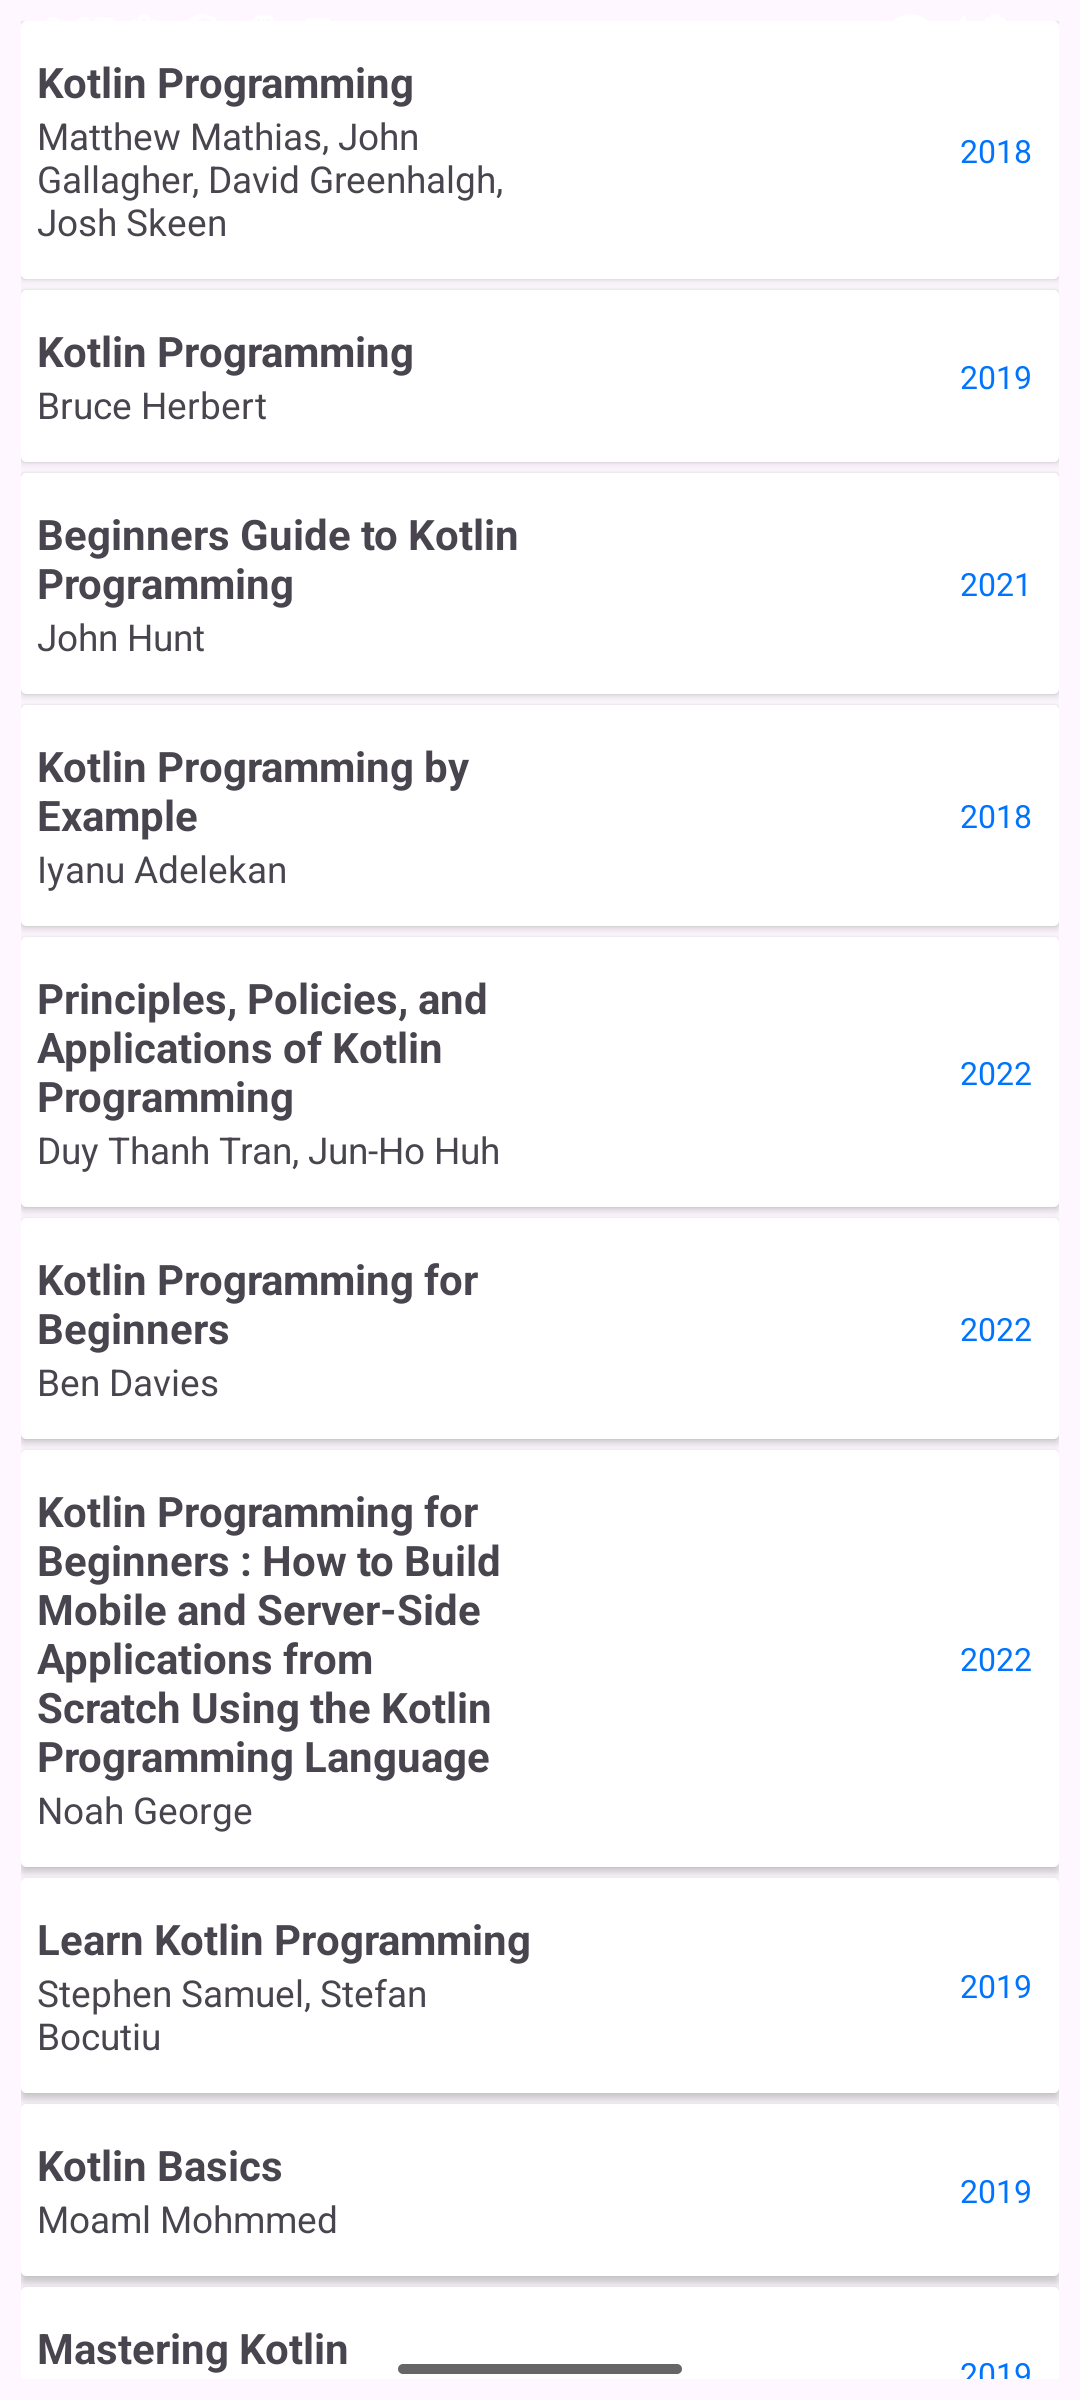 Kotlin Programming
Matthew Mathias, John
Gallagher, David Greenhalgh,
Josh Skeen
2018
Kotlin Programming
Bruce Herbert
2019
Beginners Guide to Kotlin
Programming
John Hunt
2021
Kotlin Programming by
Example
Iyanu Adelekan
2018
Principles, Policies, and
Applications of Kotlin
Programming
Duy Thanh Tran, Jun-Ho Huh
2022
Kotlin Programming for
Beginners
Ben Davies
2022
Kotlin Programming for
Beginners : How to Build
Mobile and Server-Side
Applications from
Scratch Using the Kotlin
Programming Language
Noah George
2022
Learn Kotlin Programming
Stephen Samuel, Stefan
Bocutiu
2019
Kotlin Basics
Moaml Mohmmed
2019
Mastering Kotlin
2019